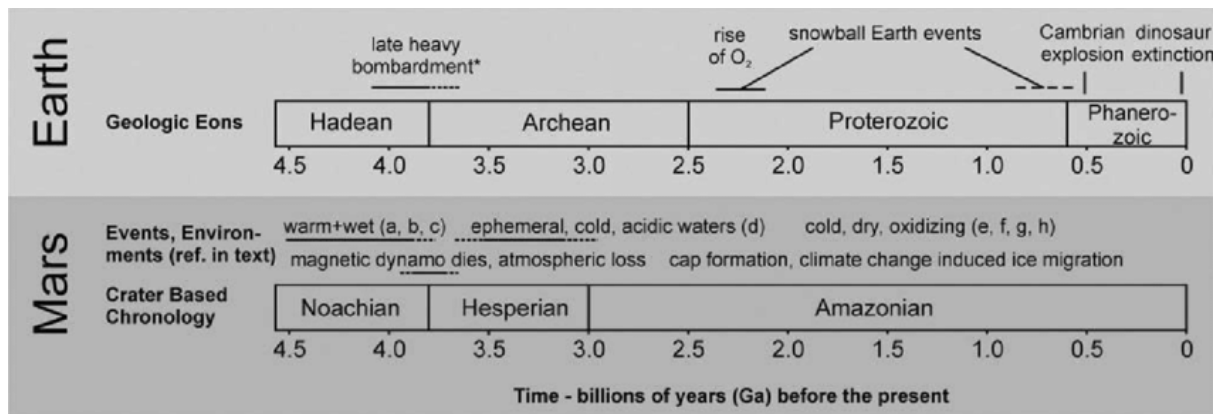 Earth
late heavy
bombardment*
rise
of O₂
snowball Earth events
Cambrian
explosion
dinosaur
extinction
Geologic Eons
Hadean
Archean
Proterozoic
Phanero-
zoic
4.5 4.0 3.5 3.0 2.5 2.0 1.5 1.0 0.5 0
Mars
Events, Environ-
ments (ref. in text)
warm+wet (a, b, c)
ephemeral, cold, acidic waters (d)
cold, dry, oxidizing (e, f, g, h)
magnetic dynamo dies, atmospheric loss
cap formation, climate change induced ice migration
Crater Based
Chronology
Noachian
Hesperian
Amazonian
4.5 4.0 3.5 3.0 2.5 2.0 1.5 1.0 0.5 0
Time - billions of years (Ga) before the present